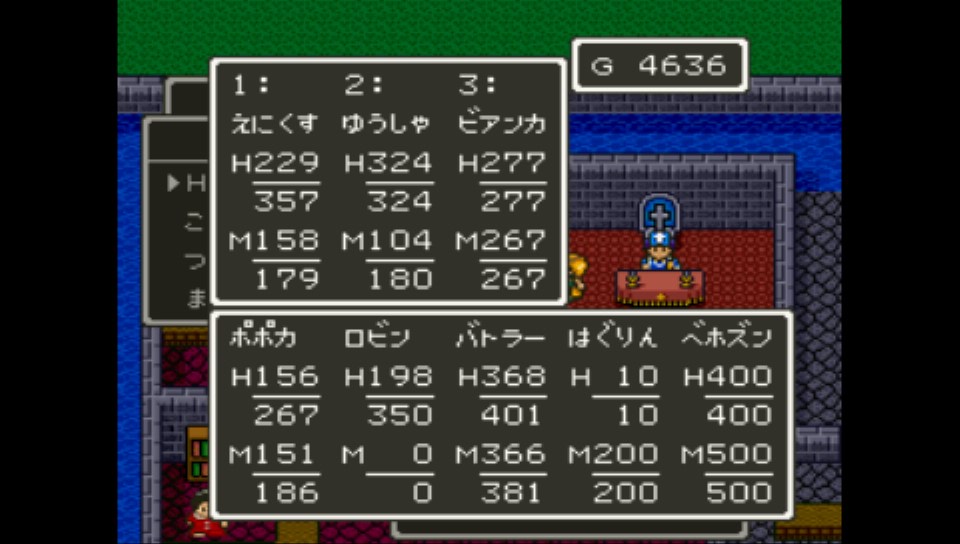 G 4636
1: 2: 3:
えにくす ゆうしゃ ビアンカ
H229 H324 H277
357 324 277
M158 M104 M267
179 180 267
▶H
こ
つ
ま
ポポカ ロビン バトラー はぐりん ベホズン
H156 H198 H368 H 10 H400
267 350 401 10 400
M151 M 0 M366 M200 M500
186 0 381 200 500